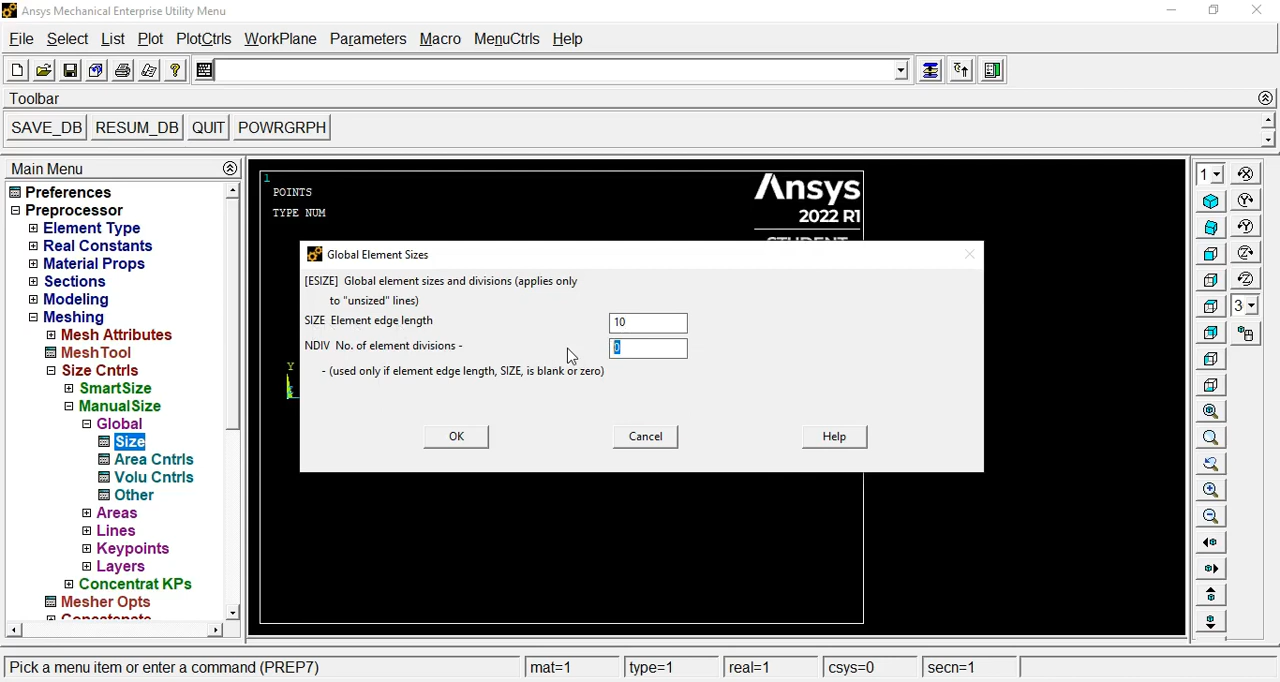 Ansys Mechanical Enterprise Utility Menu
File Select List Plot PlotCtrls WorkPlane Parameters Macro MenuCtrls Help
Toolbar
SAVE_DB RESUM_DB QUIT POWRGRPH
Main Menu
Preferences
Preprocessor
Element Type
Real Constants
Material Props
Sections
Modeling
Meshing
Mesh Attributes
MeshTool
Size Cntrls
SmartSize
ManualSize
Global
Size
Area Cntrls
Volu Cntrls
Other
Areas
Lines
Keypoints
Layers
Concentrat KPs
Mesher Opts
Concatenate
1
POINTS
TYPE NUM
Ansys
2022 R1
STUDENT
Y
Global Element Sizes
[ESIZE] Global element sizes and divisions (applies only
to "unsized" lines)
SIZE Element edge length 10
NDIV No. of element divisions - 0
- (used only if element edge length, SIZE, is blank or zero)
OK Cancel Help
1
3
Pick a menu item or enter a command (PREP7) mat=1 type=1 real=1 csys=0 secn=1